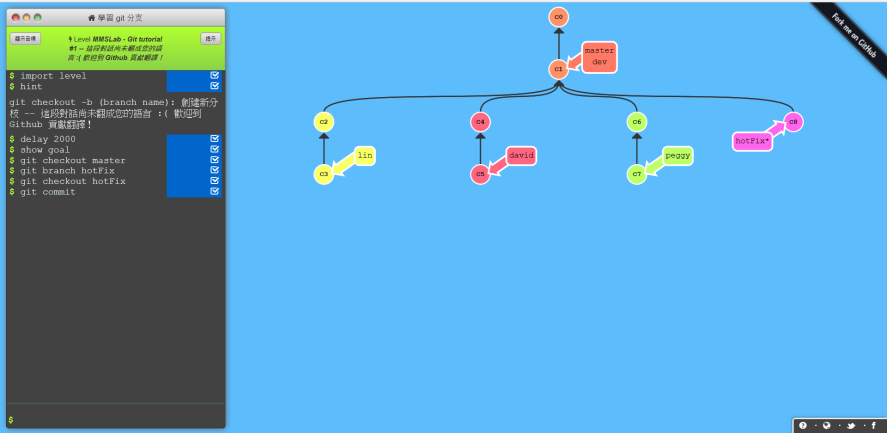 學習 git 分支
顯示目標
Level MMSLab - Git tutorial
提示
#1 -- 這段對話尚未翻成您的語
言 :( 歡迎到 Github 貢獻翻譯！
$ import level
$ hint
git checkout -b (branch name): 創建新分
枝 -- 這段對話尚未翻成您的語言 :( 歡迎到
Github 貢獻翻譯！
$ delay 2000
$ show goal
$ git checkout master
$ git branch hotFix
$ git checkout hotFix
$ git commit
$
c0
master
dev
c1
c2
c4
c6
c8
hotFix*
lin
david
peggy
c3
c5
c7
Fork me on GitHub